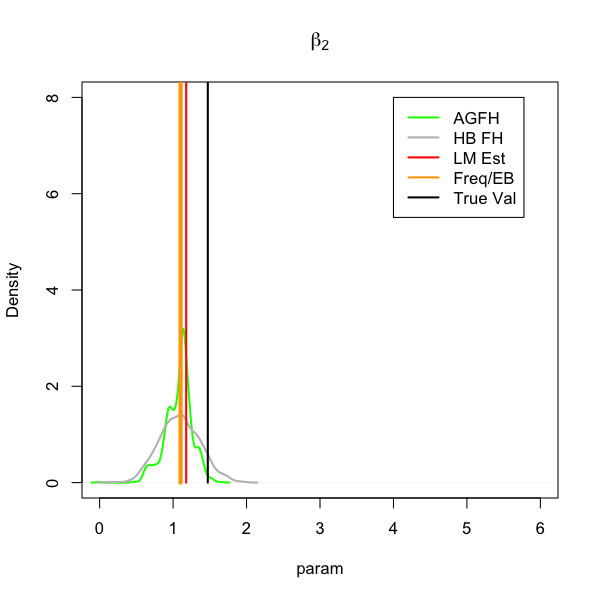 β2
Density
8
6
4
2
0
AGFH
HB FH
LM Est
Freq/EB
True Val
0 1 2 3 4 5 6
param